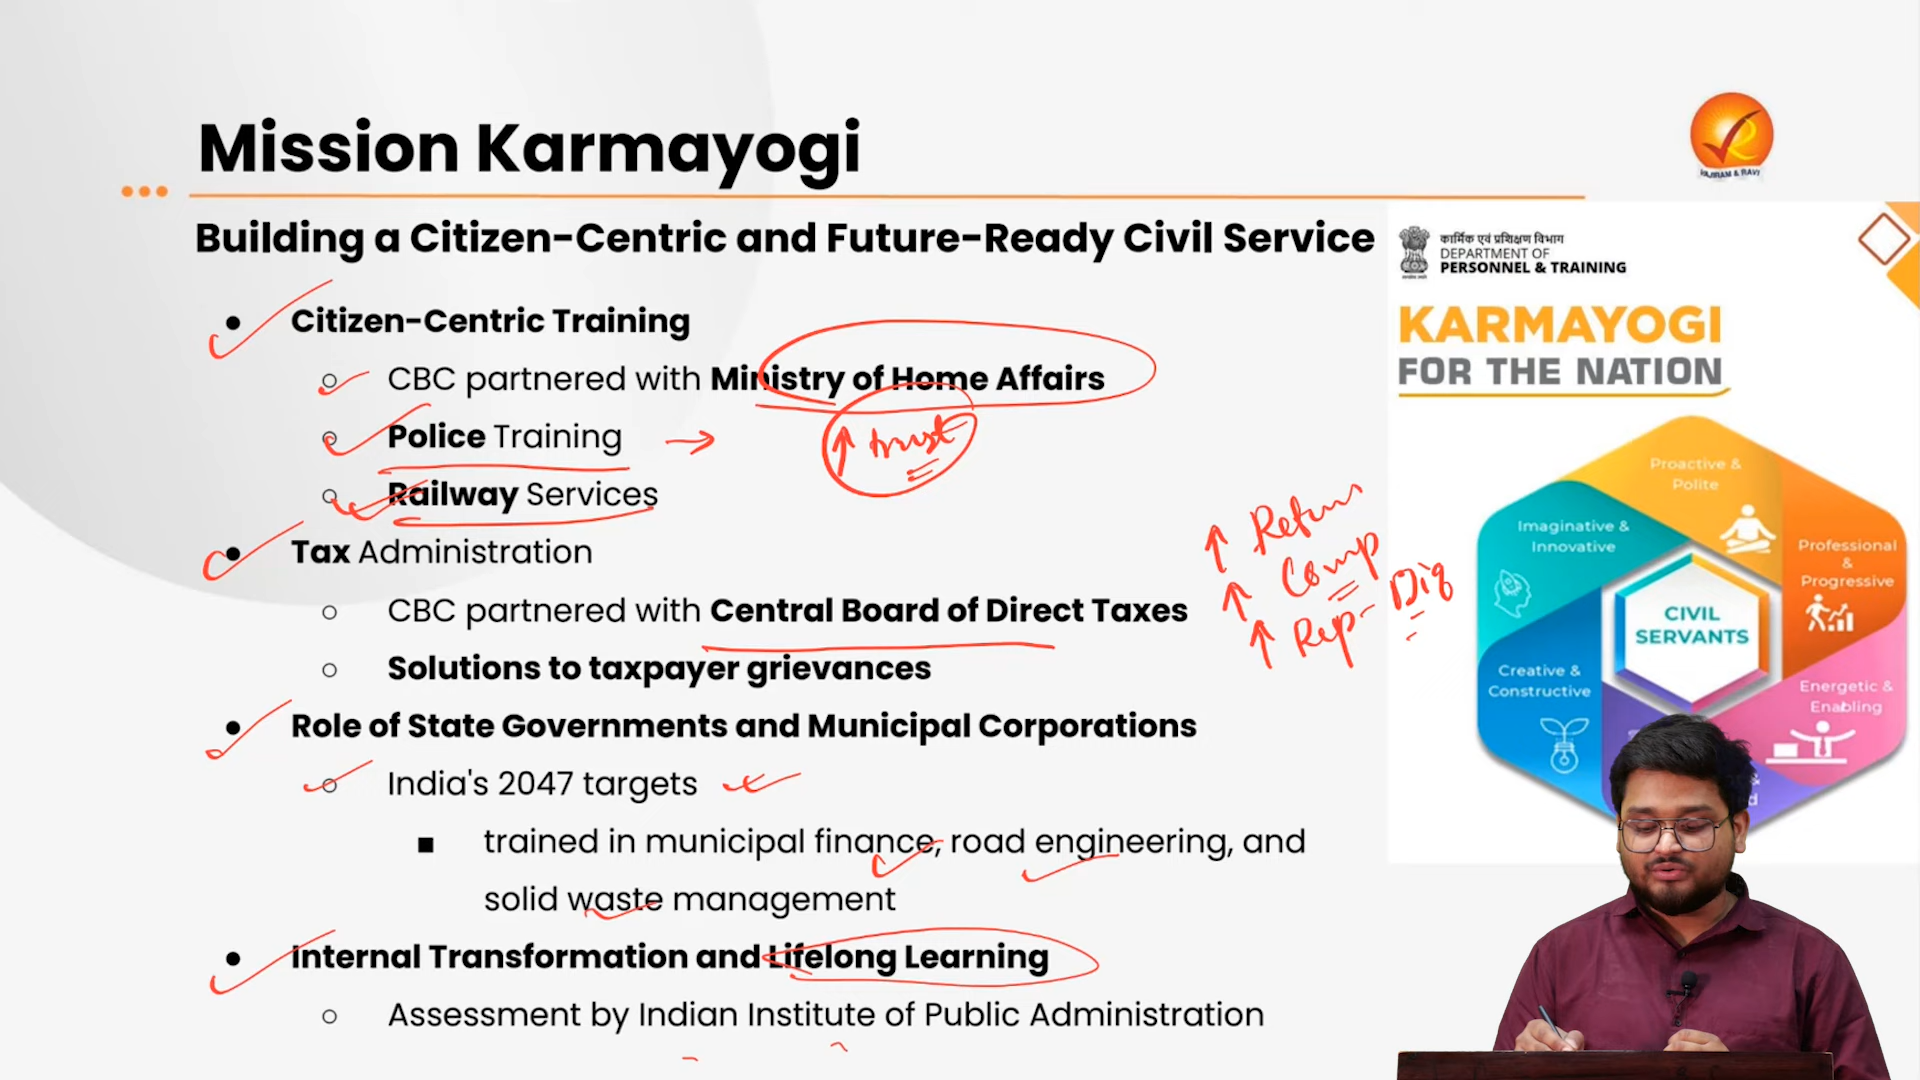 Mission Karmayogi
VAJIRAM & RAVI
Building a Citizen-Centric and Future-Ready Civil Service
● Citizen-Centric Training
○ CBC partnered with Ministry of Home Affairs
○ Police Training → ↑ trust
○ Railway Services
● Tax Administration
○ CBC partnered with Central Board of Direct Taxes
○ Solutions to taxpayer grievances
● Role of State Governments and Municipal Corporations
○ India's 2047 targets
■ trained in municipal finance, road engineering, and
solid waste management
● Internal Transformation and Lifelong Learning
○ Assessment by Indian Institute of Public Administration
↑ Return
↑ Comp
↑ Rep- Dig
कार्मिक एवं प्रशिक्षण विभाग
DEPARTMENT OF
PERSONNEL & TRAINING
KARMAYOGI
FOR THE NATION
Proactive &
Polite
Imaginative &
Innovative
Professional
&
Progressive
CIVIL
SERVANTS
Creative &
Constructive
Energetic &
Enabling